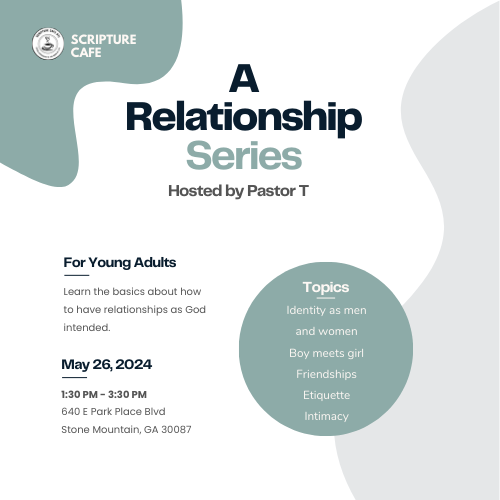 SCRIPTURE
CAFE
A
Relationship
Series
Hosted by Pastor T
For Young Adults
Learn the basics about how
to have relationships as God
intended.
May 26, 2024
1:30 PM - 3:30 PM
640 E Park Place Blvd
Stone Mountain, GA 30087
Topics
Identity as men
and women
Boy meets girl
Friendships
Etiquette
Intimacy